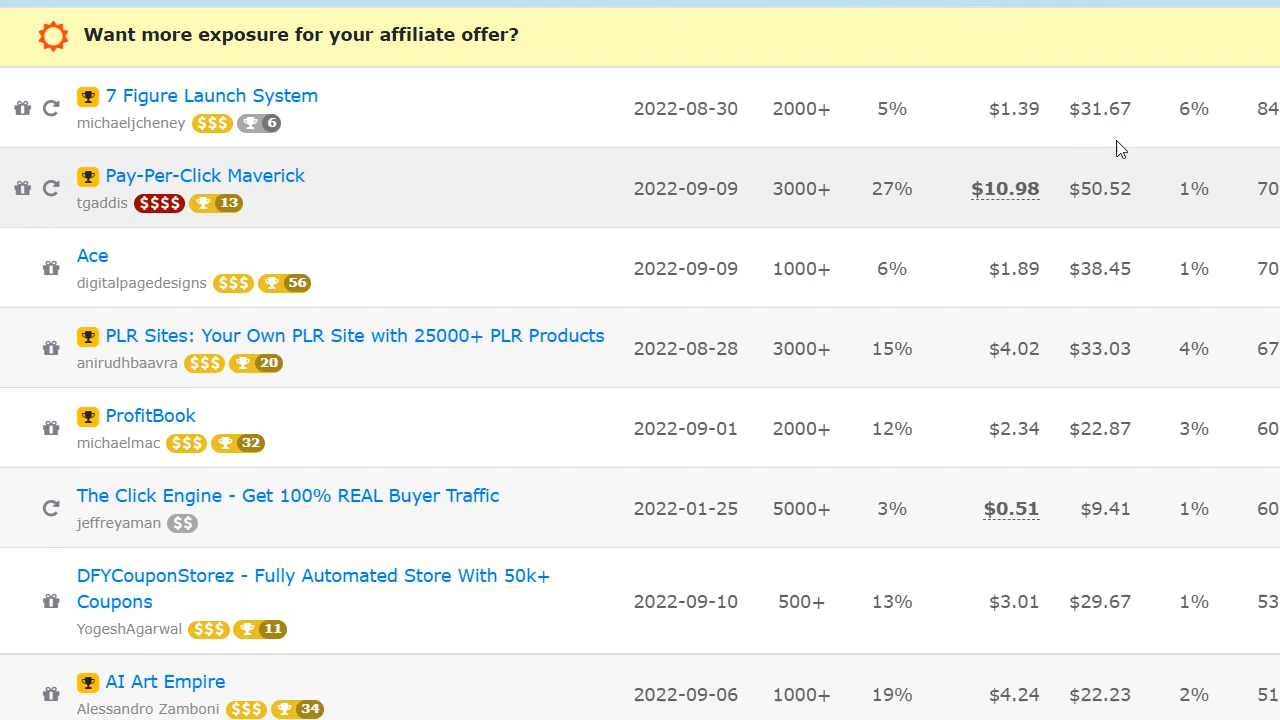 Want more exposure for your affiliate offer?
7 Figure Launch System
michaeljcheney $$$ 6
2022-08-30 2000+ 5% $1.39 $31.67 6% 84
Pay-Per-Click Maverick
tgaddis $$$$ 13
2022-09-09 3000+ 27% $10.98 $50.52 1% 70
Ace
digitalpagedesigns $$$ 56
2022-09-09 1000+ 6% $1.89 $38.45 1% 70
PLR Sites: Your Own PLR Site with 25000+ PLR Products
anirudhbaavra $$$ 20
2022-08-28 3000+ 15% $4.02 $33.03 4% 67
ProfitBook
michaelmac $$$ 32
2022-09-01 2000+ 12% $2.34 $22.87 3% 60
The Click Engine - Get 100% REAL Buyer Traffic
jeffreyaman $$
2022-01-25 5000+ 3% $0.51 $9.41 1% 60
DFYCouponStorez - Fully Automated Store With 50k+
Coupons
YogeshAgarwal $$$ 11
2022-09-10 500+ 13% $3.01 $29.67 1% 53
AI Art Empire
Alessandro Zamboni $$$ 34
2022-09-06 1000+ 19% $4.24 $22.23 2% 51